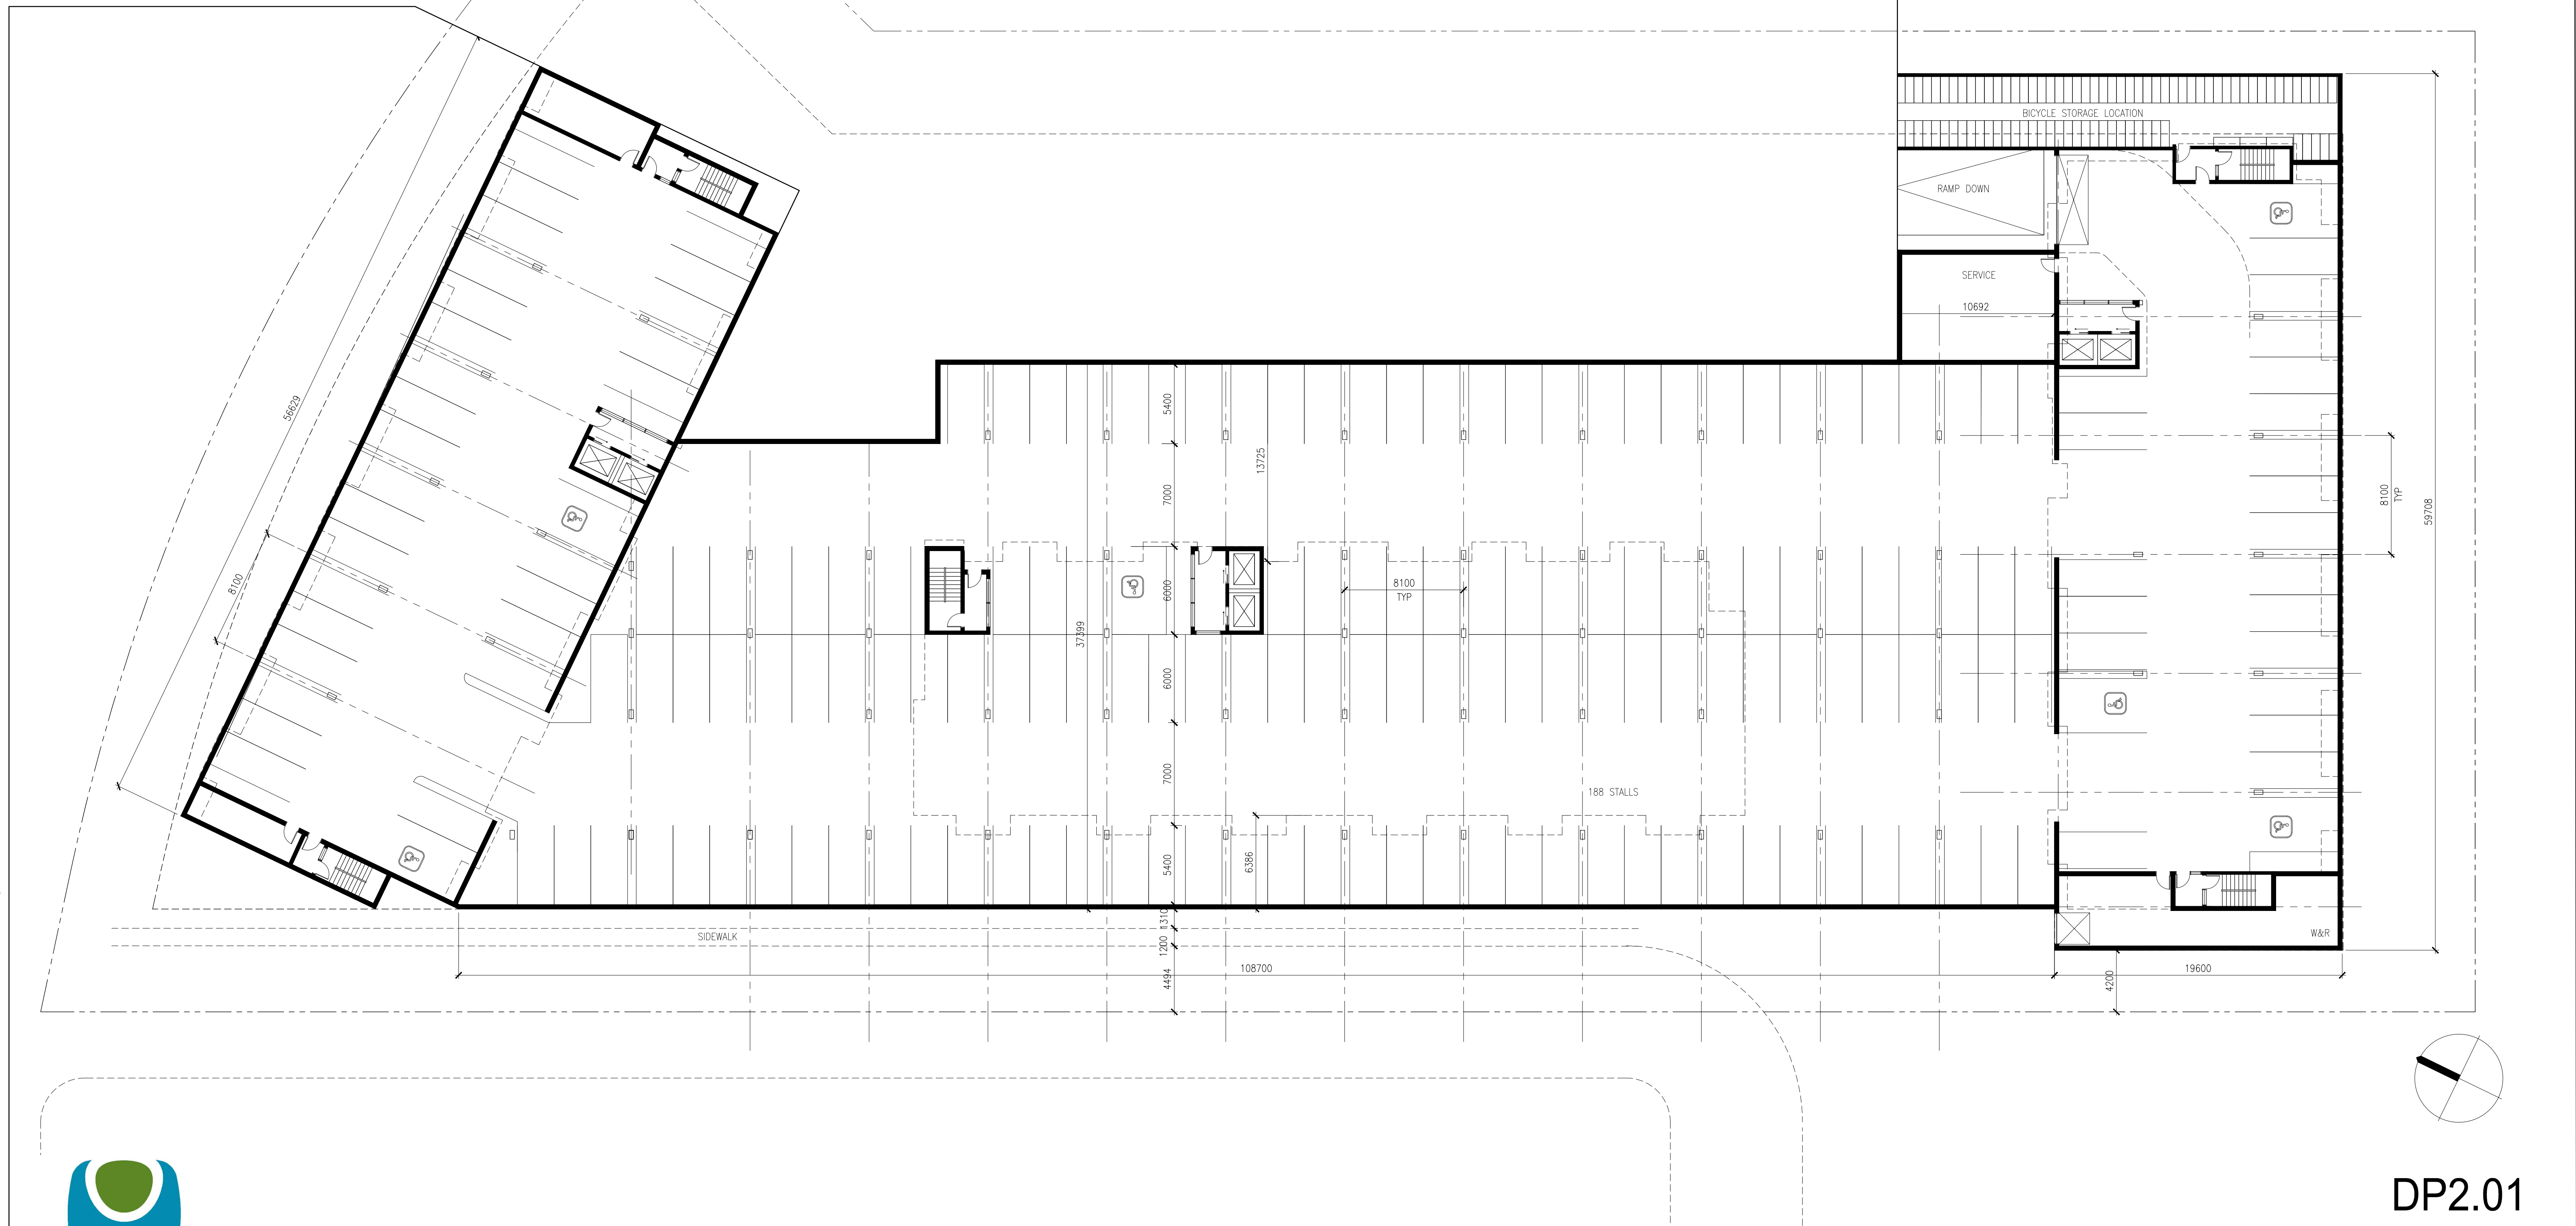 BICYCLE STORAGE LOCATION
RAMP DOWN
SERVICE
10692
56629
8100
5400
7000
13725
6000
8100
TYP
37399
6000
7000
188 STALLS
5400
6386
8100
TYP
59708
1310
1200
4494
SIDEWALK
W&R
108700
19600
4200
DP2.01